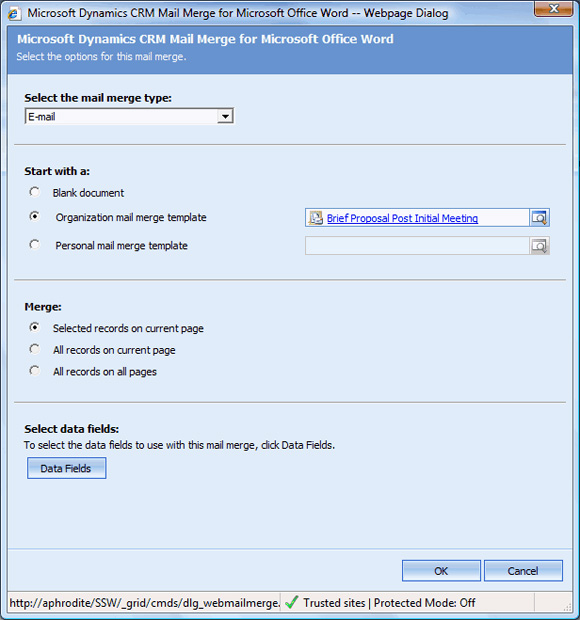 Microsoft Dynamics CRM Mail Merge for Microsoft Office Word -- Webpage Dialog
Microsoft Dynamics CRM Mail Merge for Microsoft Office Word
Select the options for this mail merge.
Select the mail merge type:
E-mail
Start with a:
Blank document
Organization mail merge template Brief Proposal Post Initial Meeting
Personal mail merge template
Merge:
Selected records on current page
All records on current page
All records on all pages
Select data fields:
To select the data fields to use with this mail merge, click Data Fields.
Data Fields
OK Cancel
http://aphrodite/SSW/_grid/cmds/dlg_webmailmerge. Trusted sites | Protected Mode: Off